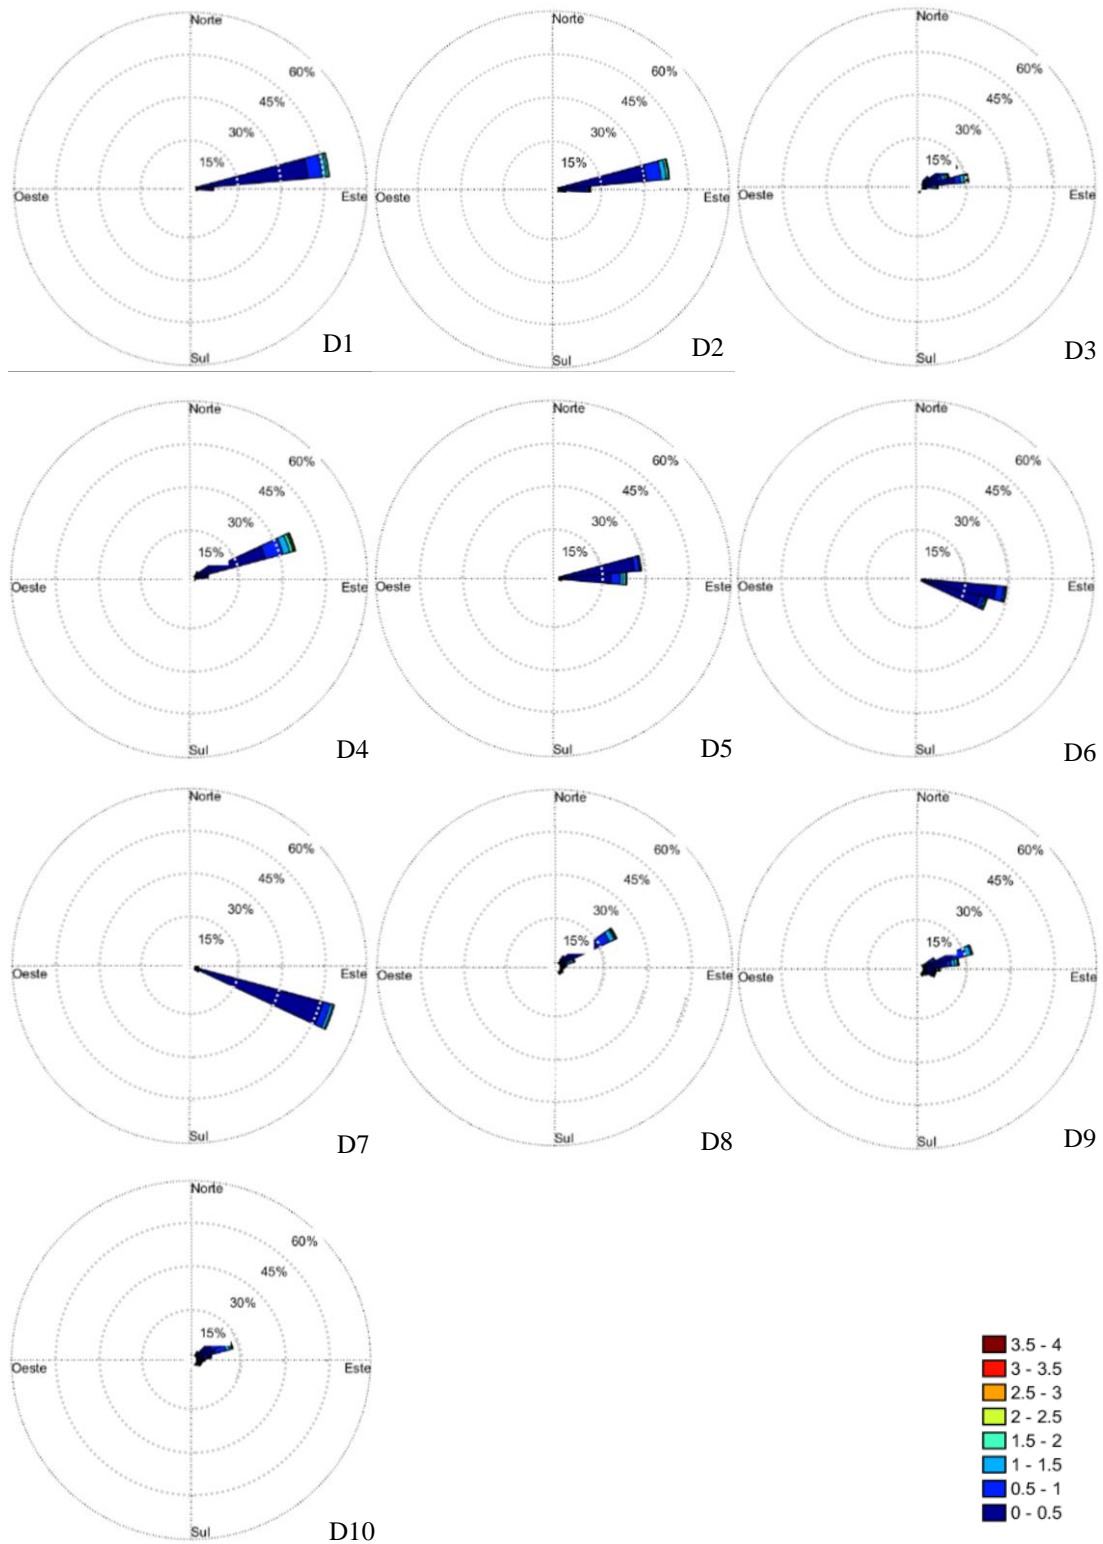 Norte
60%
45%
30%
15%
Oeste
Este
Sul
D1
Norte
60%
45%
30%
15%
Oeste
Este
Sul
D2
Norte
60%
45%
30%
15%
Oeste
Este
Sul
D3
Norte
60%
45%
30%
15%
Oeste
Este
Sul
D4
Norte
60%
45%
30%
15%
Oeste
Este
Sul
D5
Norte
60%
45%
30%
15%
Oeste
Este
Sul
D6
Norte
60%
45%
30%
15%
Oeste
Este
Sul
D7
Norte
60%
45%
30%
15%
Oeste
Este
Sul
D8
Norte
60%
45%
30%
15%
Oeste
Este
Sul
D9
Norte
60%
45%
30%
15%
Oeste
Este
Sul
D10
3.5 - 4
3 - 3.5
2.5 - 3
2 - 2.5
1.5 - 2
1 - 1.5
0.5 - 1
0 - 0.5